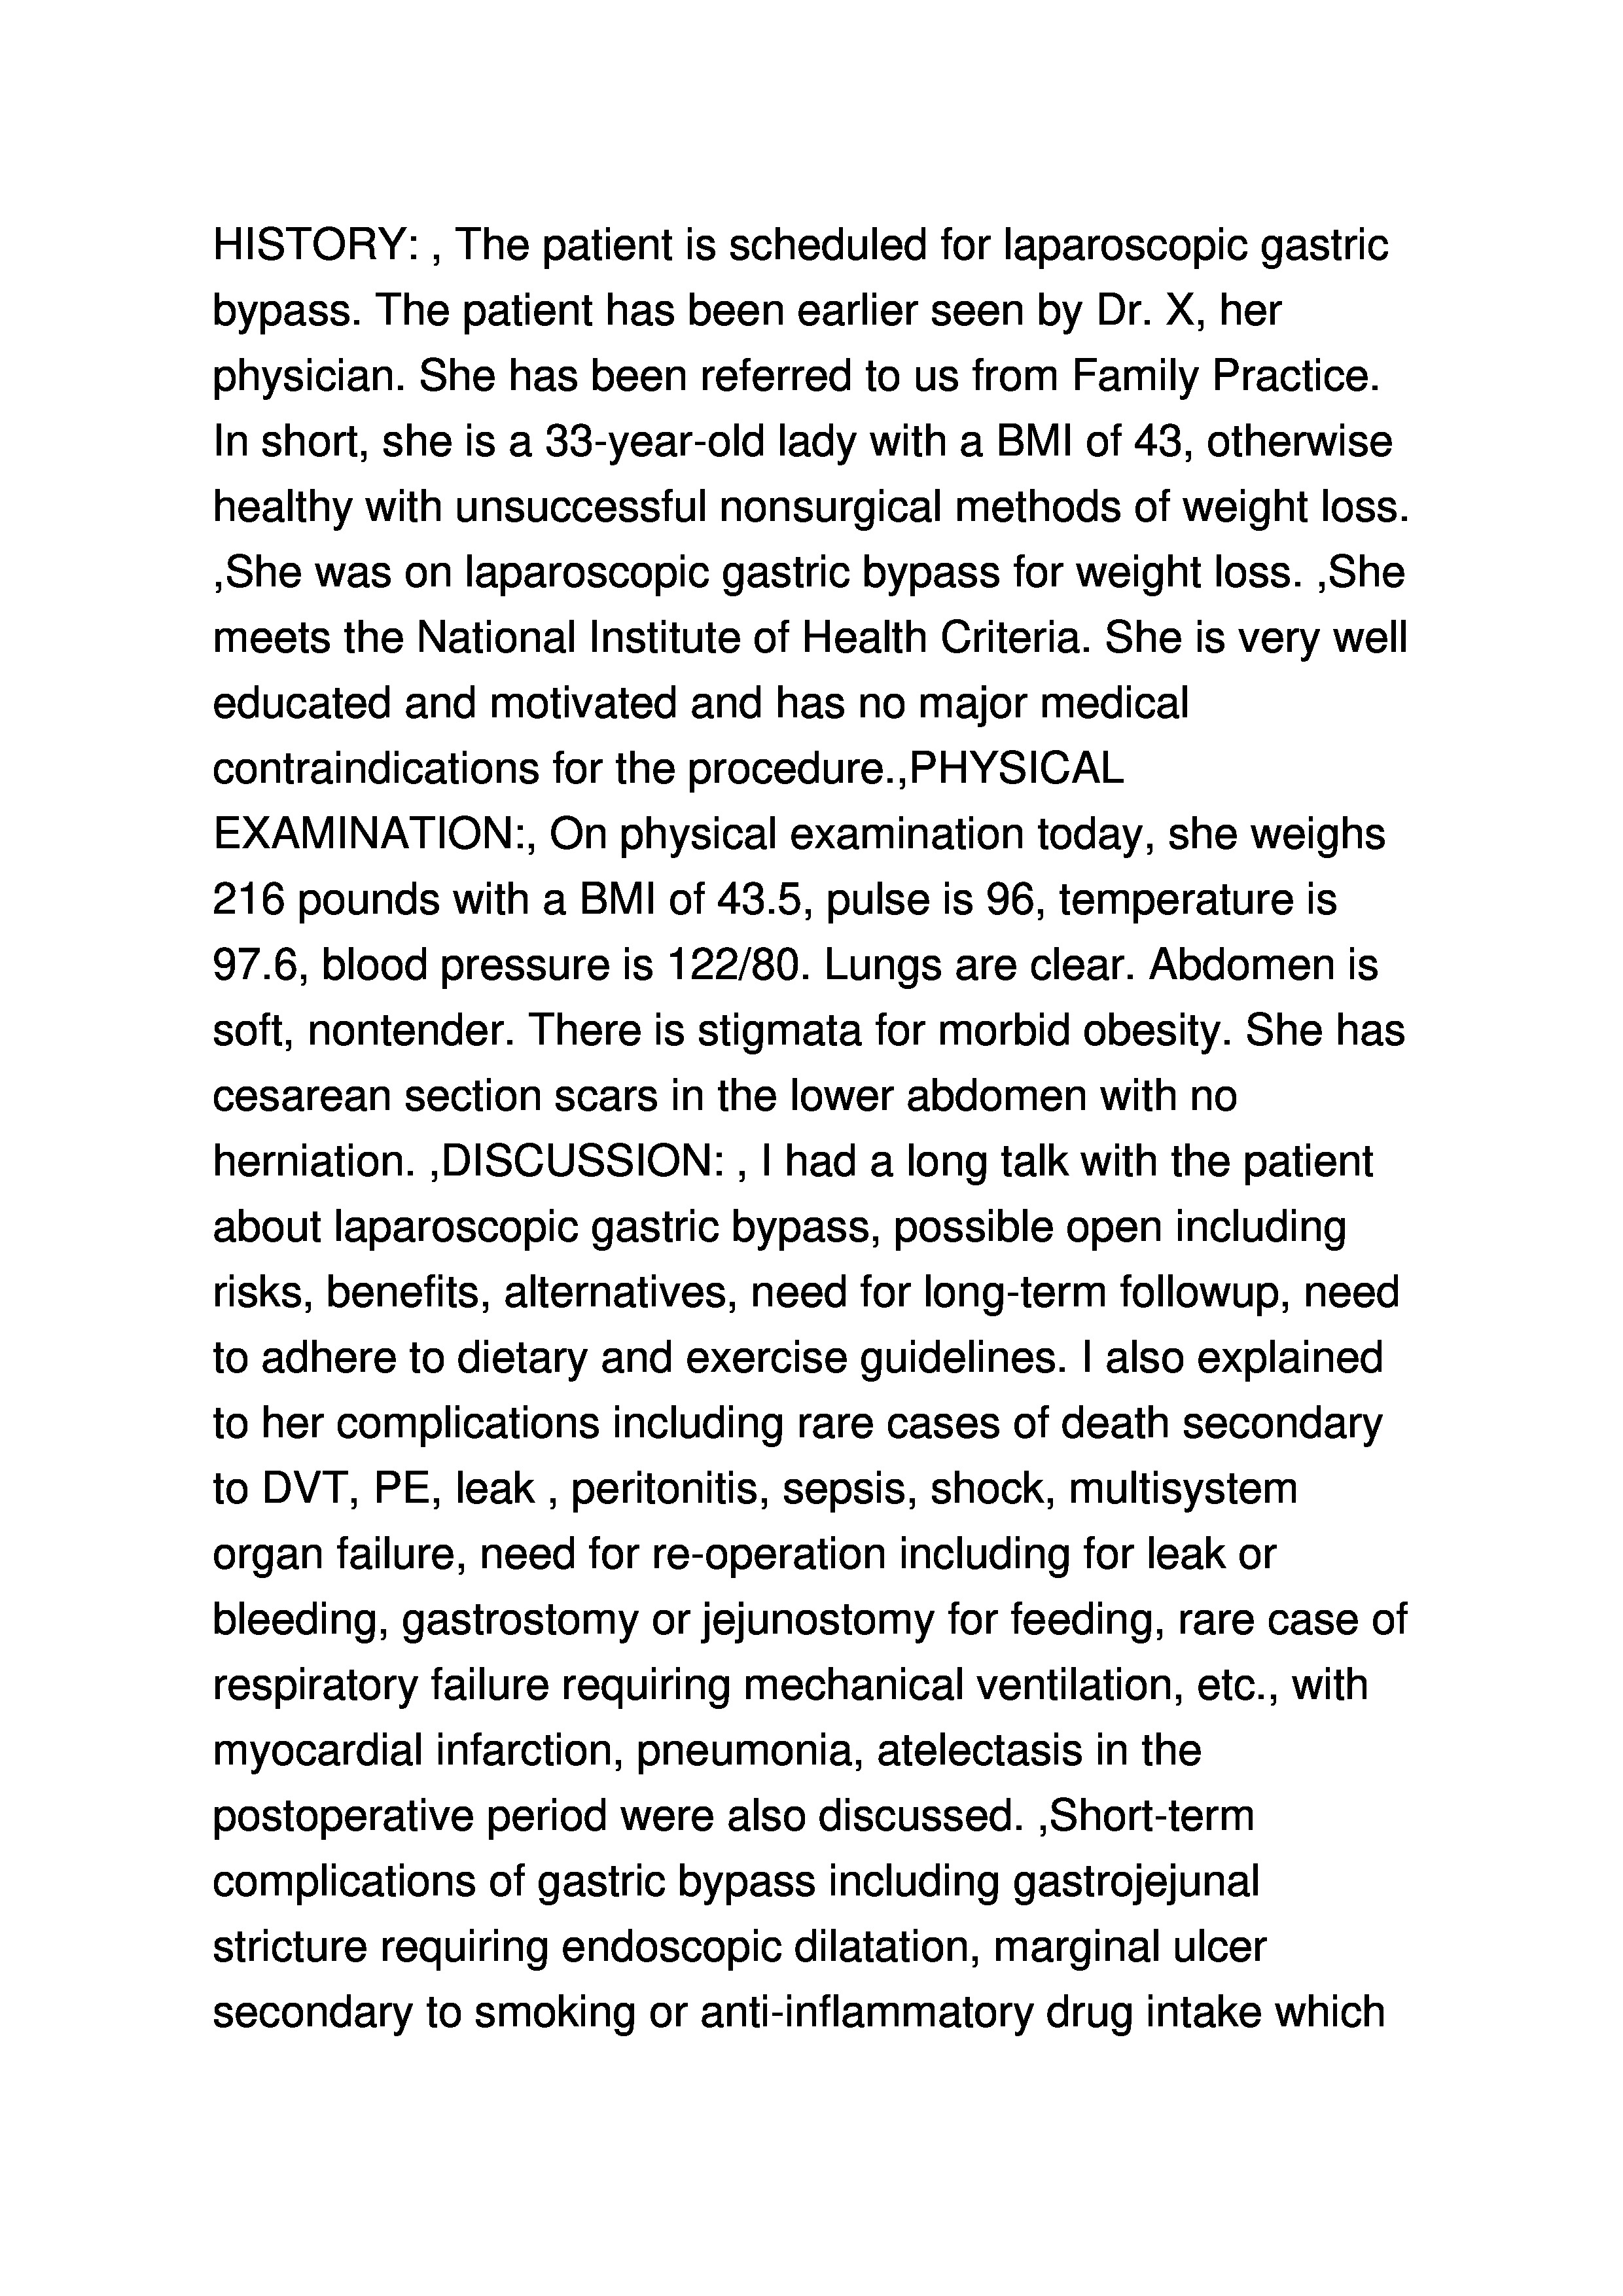 HISTORY: , The patient is scheduled for laparoscopic gastric
bypass. The patient has been earlier seen by Dr. X, her
physician. She has been referred to us from Family Practice.
In short, she is a 33-year-old lady with a BMI of 43, otherwise
healthy with unsuccessful nonsurgical methods of weight loss.
,She was on laparoscopic gastric bypass for weight loss. ,She
meets the National Institute of Health Criteria. She is very well
educated and motivated and has no major medical
contraindications for the procedure.,PHYSICAL
EXAMINATION:, On physical examination today, she weighs
216 pounds with a BMI of 43.5, pulse is 96, temperature is
97.6, blood pressure is 122/80. Lungs are clear. Abdomen is
soft, nontender. There is stigmata for morbid obesity. She has
cesarean section scars in the lower abdomen with no
herniation. ,DISCUSSION: , I had a long talk with the patient
about laparoscopic gastric bypass, possible open including
risks, benefits, alternatives, need for long-term followup, need
to adhere to dietary and exercise guidelines. I also explained
to her complications including rare cases of death secondary
to DVT, PE, leak , peritonitis, sepsis, shock, multisystem
organ failure, need for re-operation including for leak or
bleeding, gastrostomy or jejunostomy for feeding, rare case of
respiratory failure requiring mechanical ventilation, etc., with
myocardial infarction, pneumonia, atelectasis in the
postoperative period were also discussed. ,Short-term
complications of gastric bypass including gastrojejunal
stricture requiring endoscopic dilatation, marginal ulcer
secondary to smoking or anti-inflammatory drug intake which